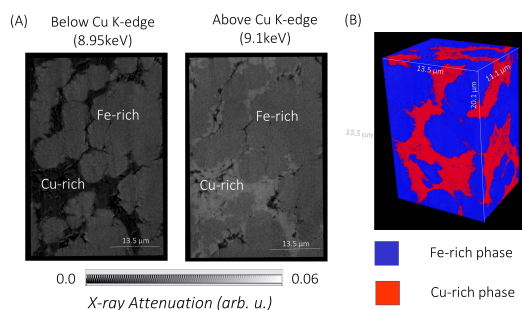 (A)
Below Cu K-edge
(8.95keV)
Above Cu K-edge
(9.1keV)
Fe-rich
Cu-rich
13.5 µm
Fe-rich
Cu-rich
13.5 µm
0.0
0.06
X-ray Attenuation (arb. u.)
(B)
13.5 µm
11.1 µm
20.1 µm
13.5 µm
Fe-rich phase
Cu-rich phase